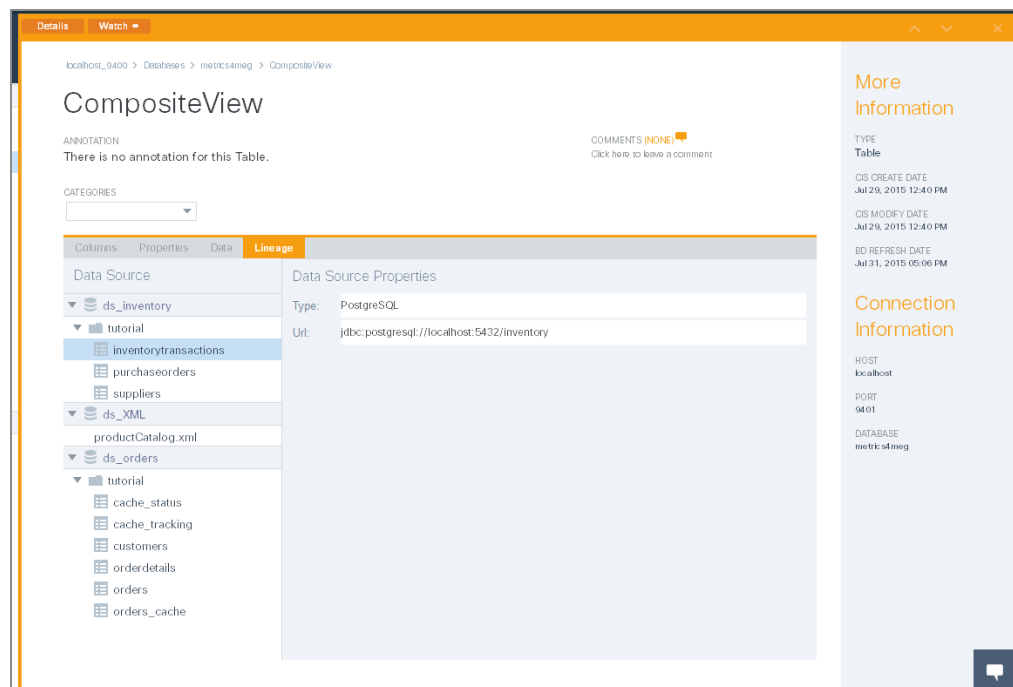 Details Watch
localhost_9400 > Databases > metrics4meg > CompositeView
CompositeView
ANNOTATION
There is no annotation for this Table.
COMMENTS (NONE)
Click here to leave a comment
CATEGORIES
Columns Properties Data Lineage
Data Source
ds_inventory
tutorial
inventorytransactions
purchaseorders
suppliers
ds_XML
productCatalog.xml
ds_orders
tutorial
cache_status
cache_tracking
customers
orderdetails
orders
orders_cache
Data Source Properties
Type: PostgreSQL
Url: jdbc:postgresql://localhost:5432/inventory
More
Information
TYPE
Table
CIS CREATE DATE
Jul 29, 2015 12:40 PM
CIS MODIFY DATE
Jul 29, 2015 12:40 PM
BD REFRESH DATE
Jul 31, 2015 05:06 PM
Connection
Information
HOST
localhost
PORT
9401
DATABASE
metrics4meg